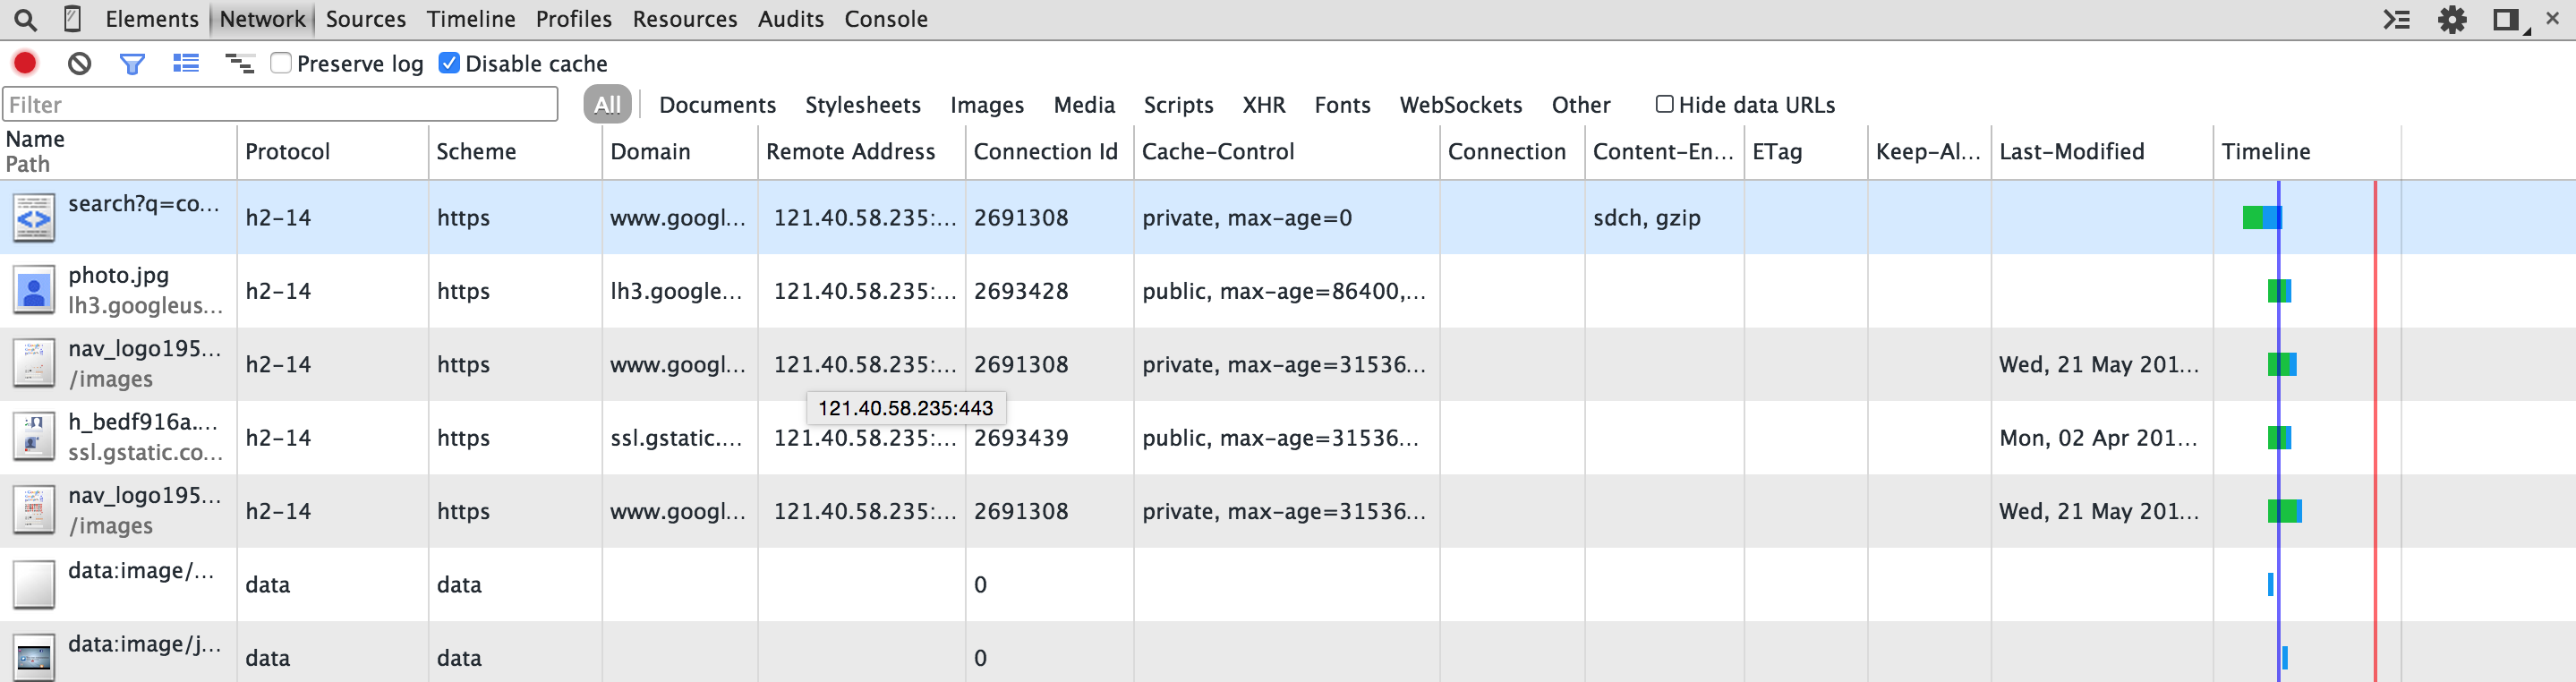 Elements Network Sources Timeline Profiles Resources Audits Console
Preserve log Disable cache
Filter All Documents Stylesheets Images Media Scripts XHR Fonts WebSockets Other Hide data URLs
Name
Path Protocol Scheme Domain Remote Address Connection Id Cache-Control Connection Content-En... ETag Keep-Al... Last-Modified Timeline
search?q=co... h2-14 https www.googl... 121.40.58.235:... 2691308 private, max-age=0 sdch, gzip
photo.jpg
lh3.googleus... h2-14 https lh3.google... 121.40.58.235:... 2693428 public, max-age=86400,...
nav_logo195...
/images h2-14 https www.googl... 121.40.58.235:... 2691308 private, max-age=31536... Wed, 21 May 201...
121.40.58.235:443
h_bedf916a....
ssl.gstatic.co... h2-14 https ssl.gstatic.... 121.40.58.235:... 2693439 public, max-age=31536... Mon, 02 Apr 201...
nav_logo195...
/images h2-14 https www.googl... 121.40.58.235:... 2691308 private, max-age=31536... Wed, 21 May 201...
data:image/... data data 0
data:image/j... data data 0